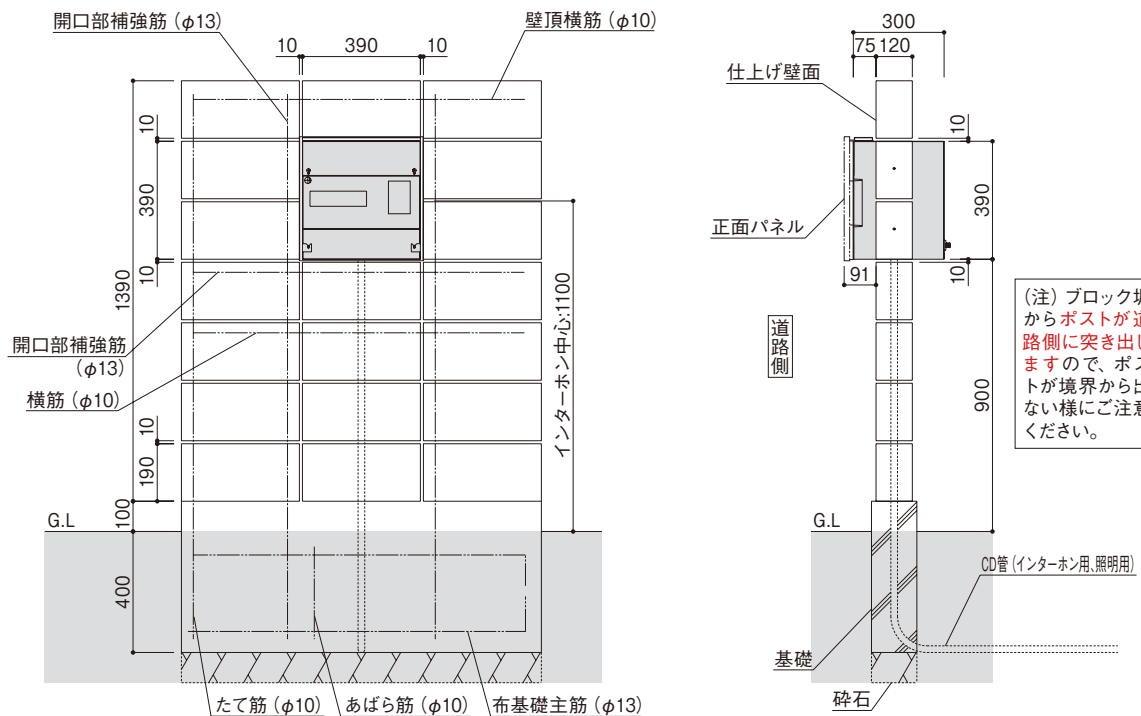 開口部補強筋（φ13）
壁頂横筋（φ10）
10
390
10
10
390
10
1390
開口部補強筋
（φ13）
横筋（φ10）
10
190
100
G.L
400
インターホン中心:1100
たて筋（φ10）
あばら筋（φ10）
布基礎主筋（φ13）
300
75
120
仕上げ壁面
10
390
正面パネル
91
10
道路側
900
G.L
CD管（インターホン用、照明用）
基礎
砕石
（注）ブロック塀
からポストが道
路側に突き出し
ますので、ポス
トが境界から出
ない様にご注意
ください。